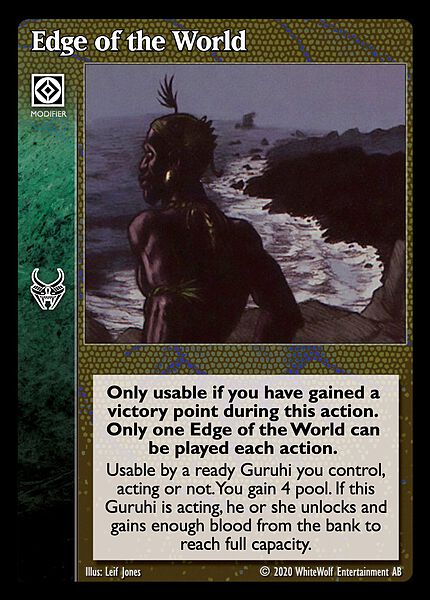 Edge of the World
MODIFIER
Only usable if you have gained a
victory point during this action.
Only one Edge of the World can
be played each action.
Usable by a ready Guruhi you control,
acting or not. You gain 4 pool. If this
Guruhi is acting, he or she unlocks and
gains enough blood from the bank to
reach full capacity.
Illus: Leif Jones
© 2020 WhiteWolf Entertainment AB